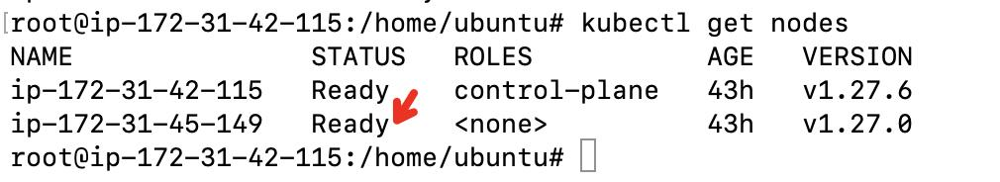 [root@ip-172-31-42-115:/home/ubuntu# kubectl get nodes
NAME STATUS ROLES AGE VERSION
ip-172-31-42-115 Ready control-plane 43h v1.27.6
ip-172-31-45-149 Ready <none> 43h v1.27.0
root@ip-172-31-42-115:/home/ubuntu#